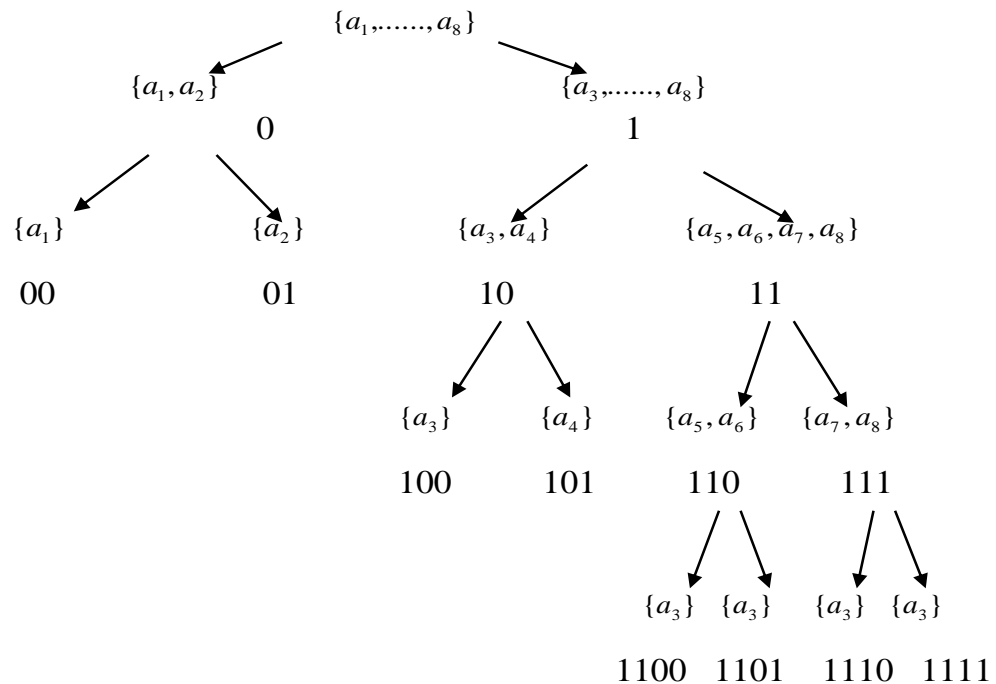 {a₁,......, a₈}
{a₁, a₂} {a₃,......, a₈}
0 1
{a₁} {a₂} {a₃, a₄} {a₅, a₆, a₇, a₈}
00 01 10 11
{a₃} {a₄} {a₅, a₆} {a₇, a₈}
100 101 110 111
{a₃} {a₃} {a₃} {a₃}
1100 1101 1110 1111